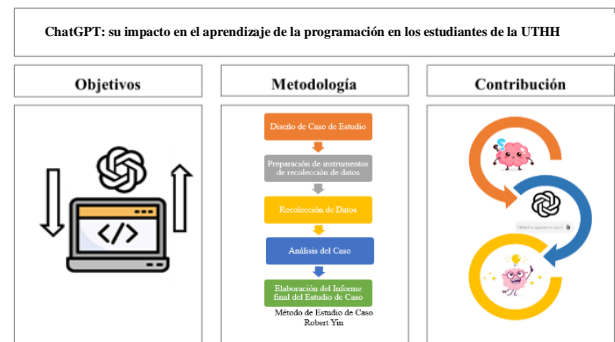 ChatGPT: su impacto en el aprendizaje de la programación en los estudiantes de la UTHH
Objetivos
Metodología
Contribución
</>
Diseño de Caso de Estudio
Preparación de instrumentos
de recolección de datos
Recolección de Datos
Análisis del Caso
Elaboración del Informe
final del Estudio de Caso
Método de Estudio de Caso
Robert Yin